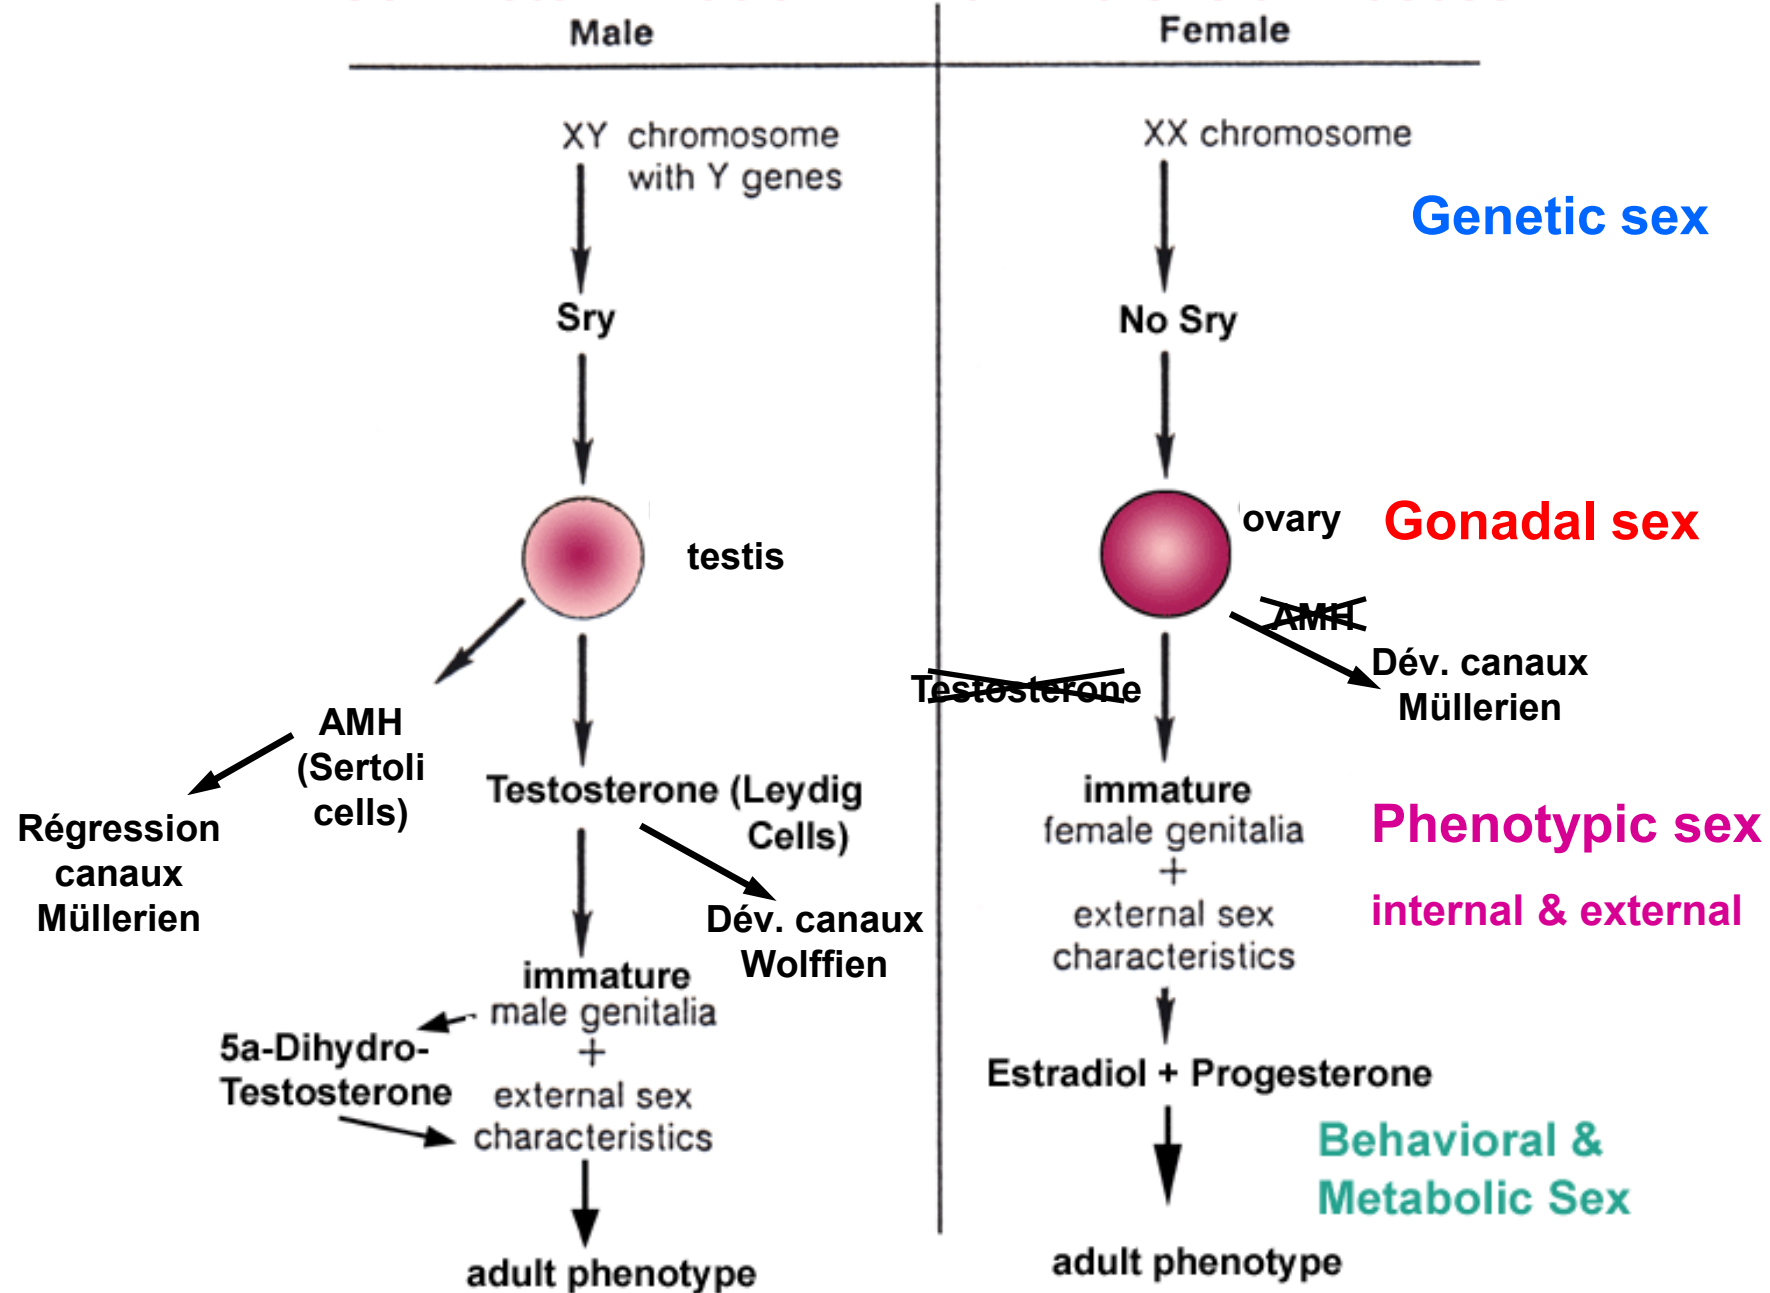 Male
Female
XY chromosome
with Y genes
XX chromosome
Genetic sex
Sry
No Sry
testis
ovary
Gonadal sex
AMH
Testosterone
Dév. canaux
Müllerien
AMH
(Sertoli
cells)
Régression
canaux
Müllerien
Testosterone (Leydig
Cells)
Dév. canaux
Wolffien
immature
female genitalia
+
external sex
characteristics
Phenotypic sex
internal & external
immature
male genitalia
+
external sex
characteristics
5a-Dihydro-
Testosterone
Estradiol + Progesterone
Behavioral &
Metabolic Sex
adult phenotype
adult phenotype